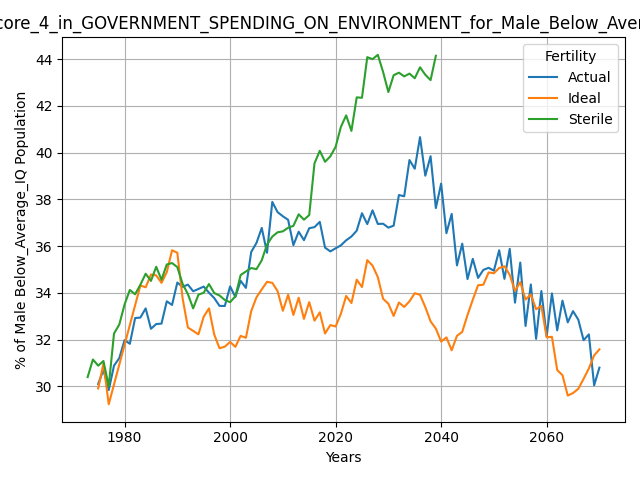 core_4_in_GOVERNMENT_SPENDING_ON_ENVIRONMENT_for_Male_Below_Aver
% of Male Below_Average_IQ Population
44
42
40
38
36
34
32
30
Fertility
Actual
Ideal
Sterile
1980
2000
2020
2040
2060
Years